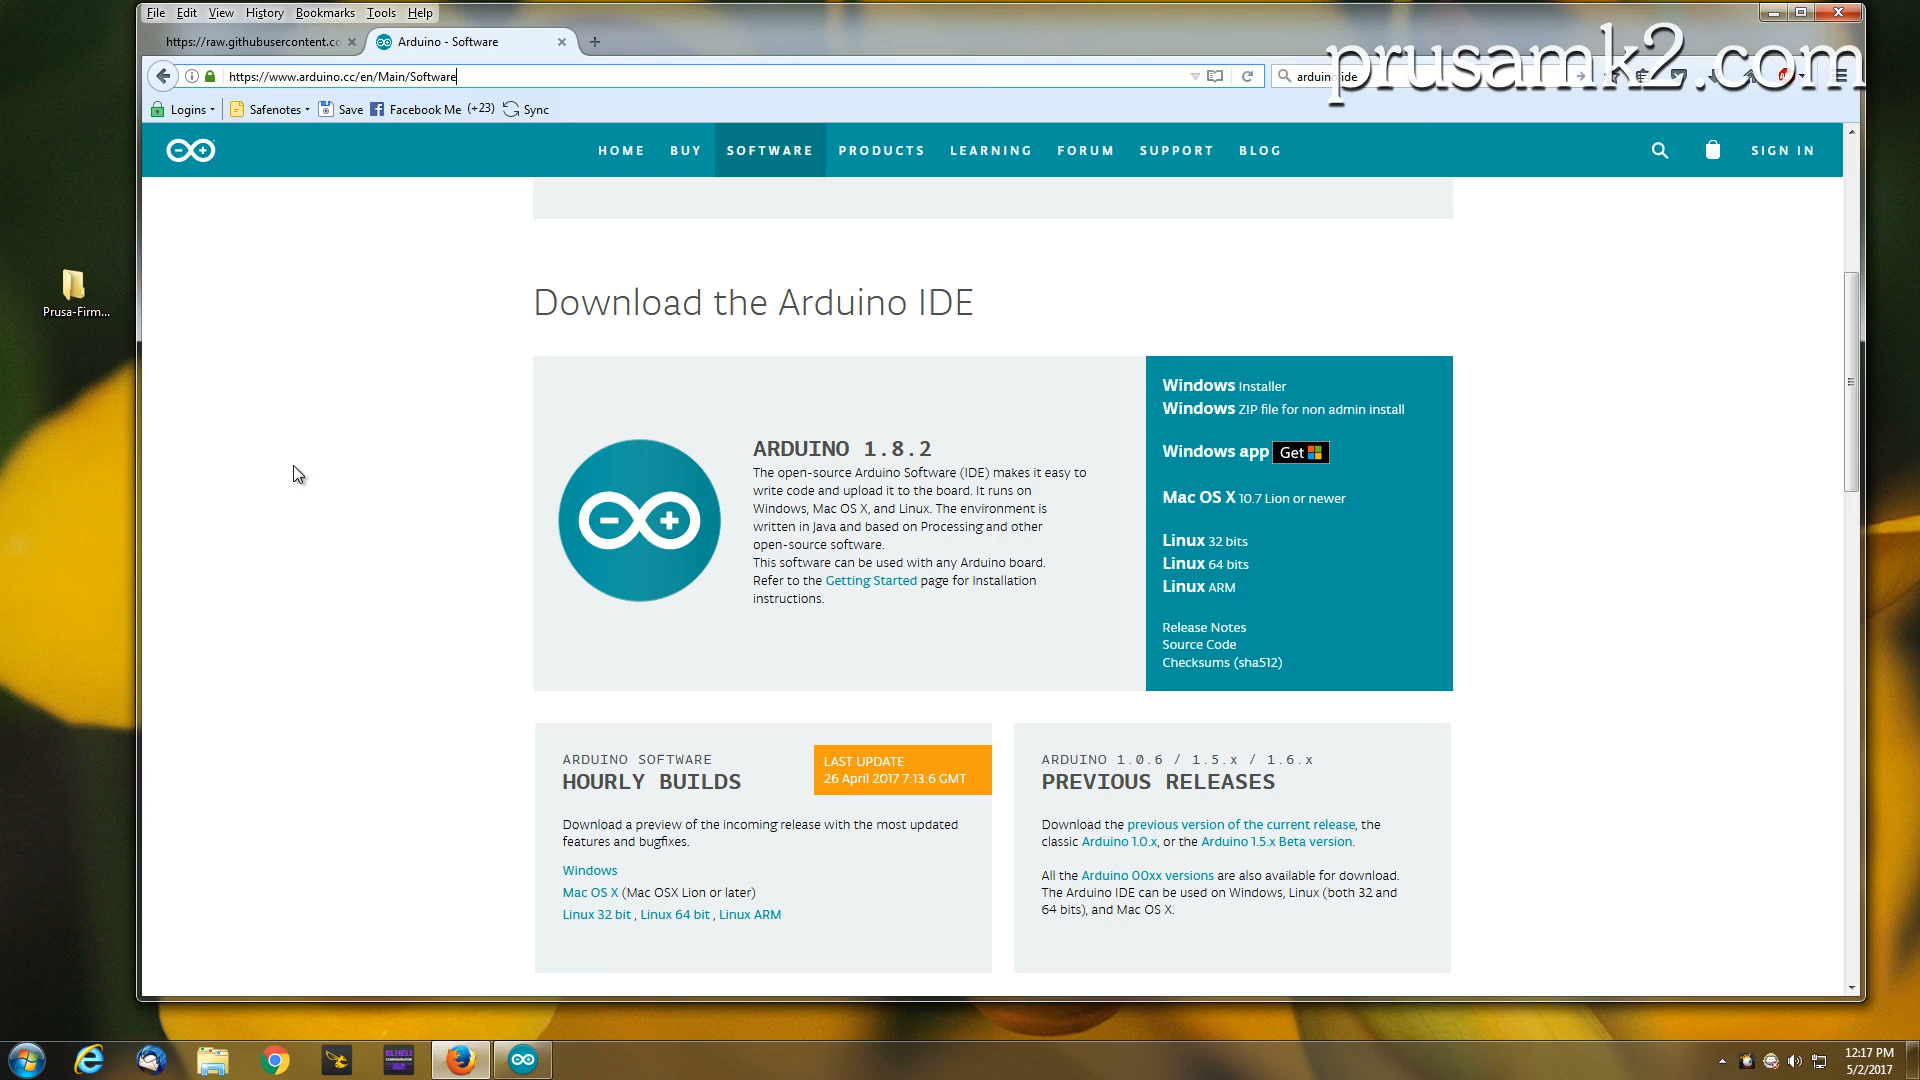 File Edit View History Bookmarks Tools Help
https://raw.githubusercontent.cc
Arduino - Software
https://www.arduino.cc/en/Main/Software
arduino ide
prusamk2.com
Logins
Safenotes
Save
Facebook Me (+23)
Sync
HOME BUY SOFTWARE PRODUCTS LEARNING FORUM SUPPORT BLOG
SIGN IN
Prusa-Firm...
Download the Arduino IDE
ARDUINO 1.8.2
The open-source Arduino Software (IDE) makes it easy to
write code and upload it to the board. It runs on
Windows, Mac OS X, and Linux. The environment is
written in Java and based on Processing and other
open-source software.
This software can be used with any Arduino board.
Refer to the Getting Started page for Installation
instructions.
Windows Installer
Windows ZIP file for non admin install
Windows app Get
Mac OS X 10.7 Lion or newer
Linux 32 bits
Linux 64 bits
Linux ARM
Release Notes
Source Code
Checksums (sha512)
ARDUINO SOFTWARE
HOURLY BUILDS
LAST UPDATE
26 April 2017 7:13:6 GMT
Download a preview of the incoming release with the most updated
features and bugfixes.
Windows
Mac OS X (Mac OSX Lion or later)
Linux 32 bit , Linux 64 bit , Linux ARM
ARDUINO 1.0.6 / 1.5.x / 1.6.x
PREVIOUS RELEASES
Download the previous version of the current release, the
classic Arduino 1.0.x, or the Arduino 1.5.x Beta version.
All the Arduino 00xx versions are also available for download.
The Arduino IDE can be used on Windows, Linux (both 32 and
64 bits), and Mac OS X.
BLHELI
CONFIGURATOR
12:17 PM
5/2/2017